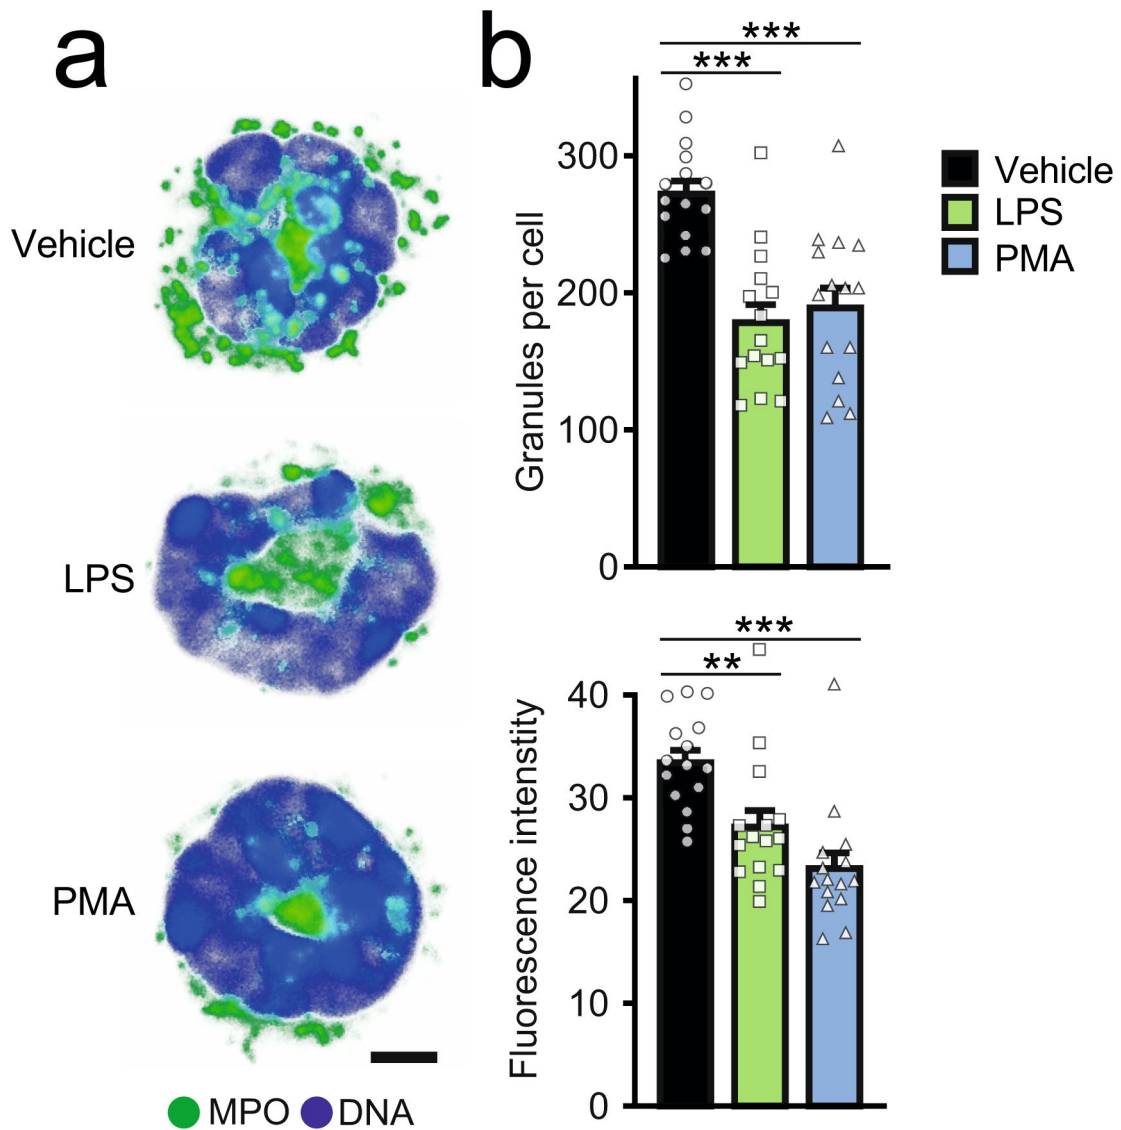 a
Vehicle
LPS
PMA
MPO DNA
b
***
***
Granules per cell
300
200
100
0
Vehicle
LPS
PMA
***
**
Fluorescence intenstity
40
30
20
10
0